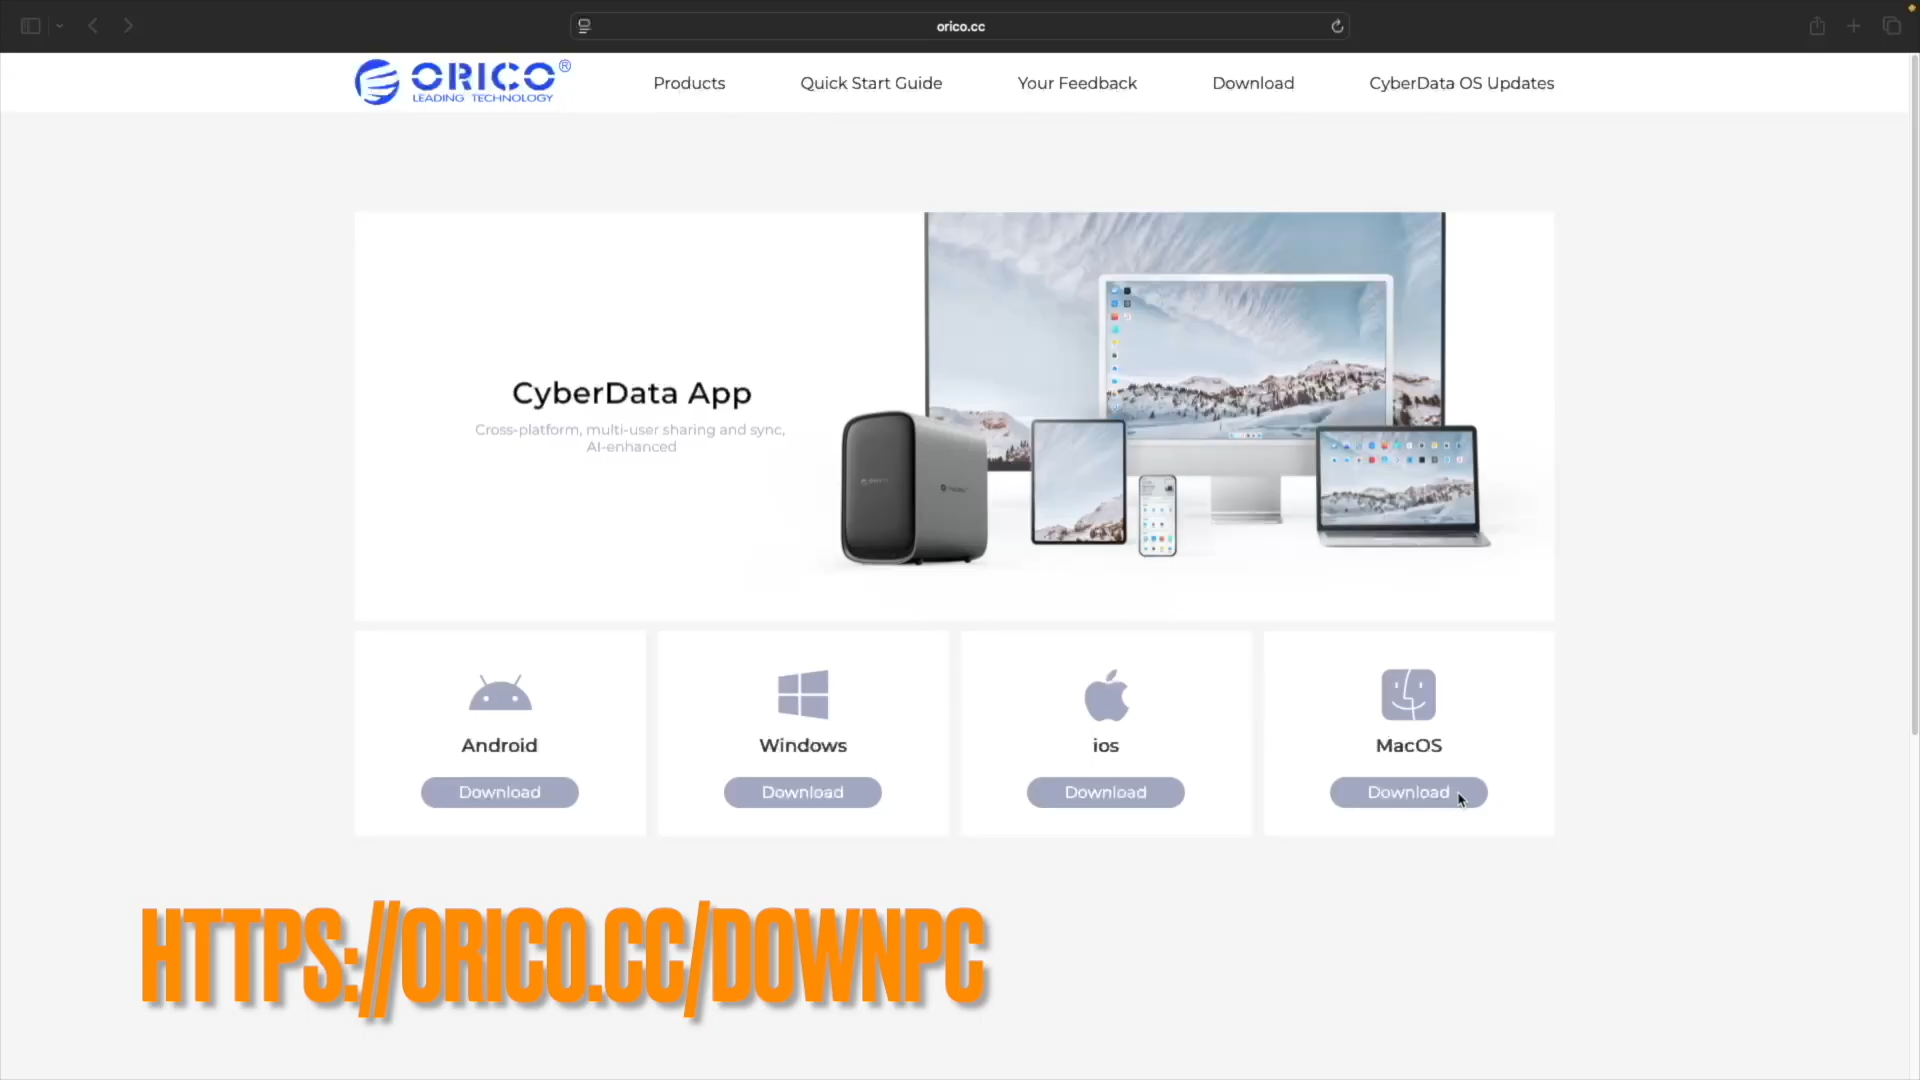 orico.cc
ORICO®
LEADING TECHNOLOGY
Products
Quick Start Guide
Your Feedback
Download
CyberData OS Updates
CyberData App
Cross-platform, multi-user sharing and sync,
AI-enhanced
Android
Download
Windows
Download
ios
Download
MacOS
Download
HTTPS://ORICO.CC/DOWNPC